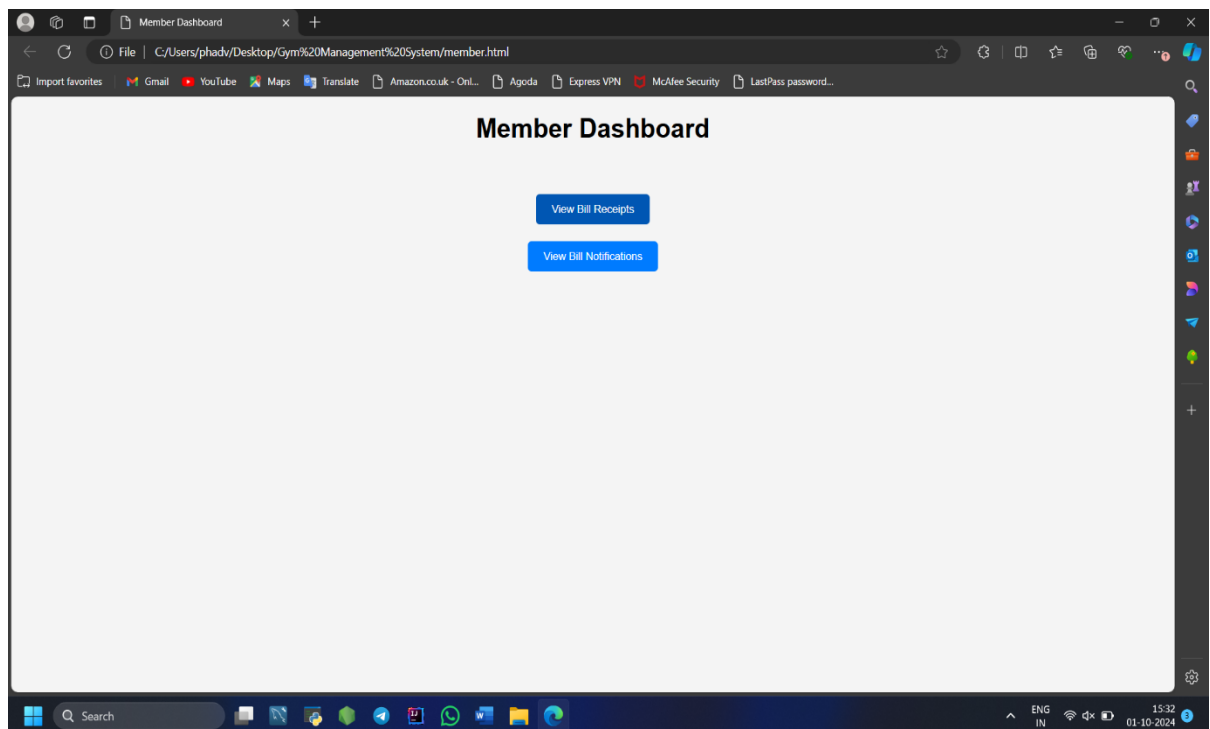 Member Dashboard
File | C:/Users/phadv/Desktop/Gym%20Management%20System/member.html
Import favorites Gmail YouTube Maps Translate Amazon.co.uk - Onl... Agoda Express VPN McAfee Security LastPass password...
Member Dashboard
View Bill Receipts
View Bill Notifications
Search
ENG
IN
15:32
01-10-2024
3